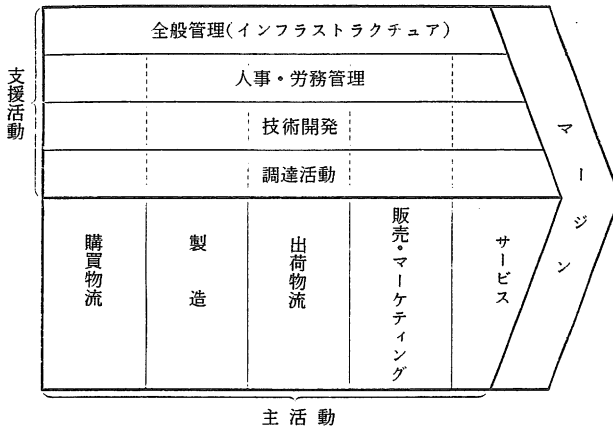 全般管理(インフラストラクチュア)
人事・労務管理
技術開発
調達活動
支援活動
購買物流
製造
出荷物流
販売・マーケティング
サービス
マージン
主活動